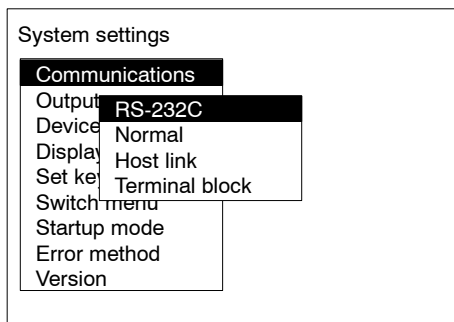 System settings
Communications
Output
RS-232C
Device
Normal
Display
Host link
Set key
Terminal block
Switch menu
Startup mode
Error method
Version